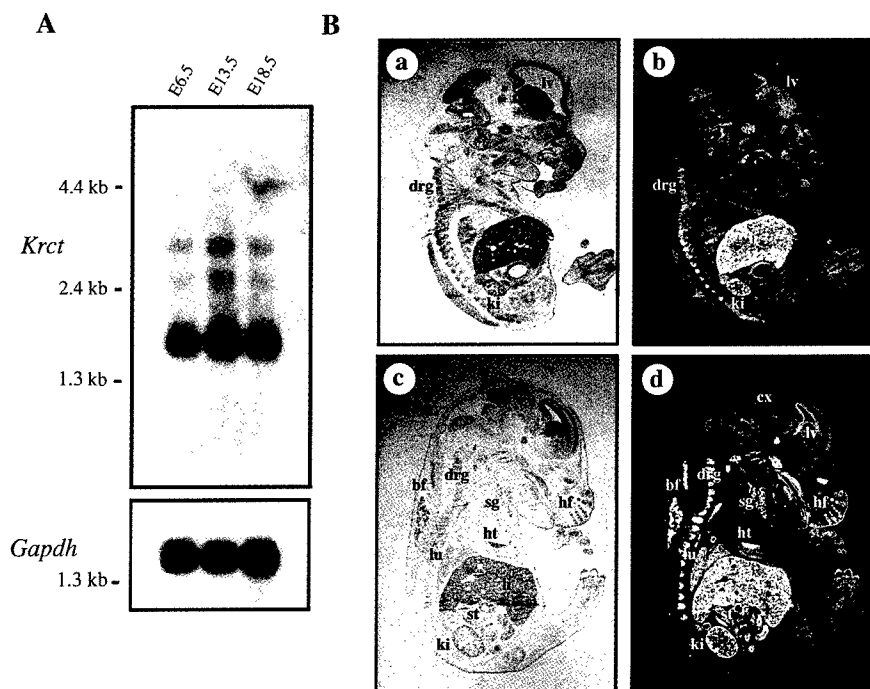 A
B
E6.5 E13.5 E18.5
4.4 kb
Krct
2.4 kb
1.3 kb
Gapdh
1.3 kb
a
lv
drg
ki
b
lv
drg
ki
c
bf
drg
sg
hf
ht
lu
st
ki
d
cx
lv
bf
drg
sg
hf
ht
lu
ki